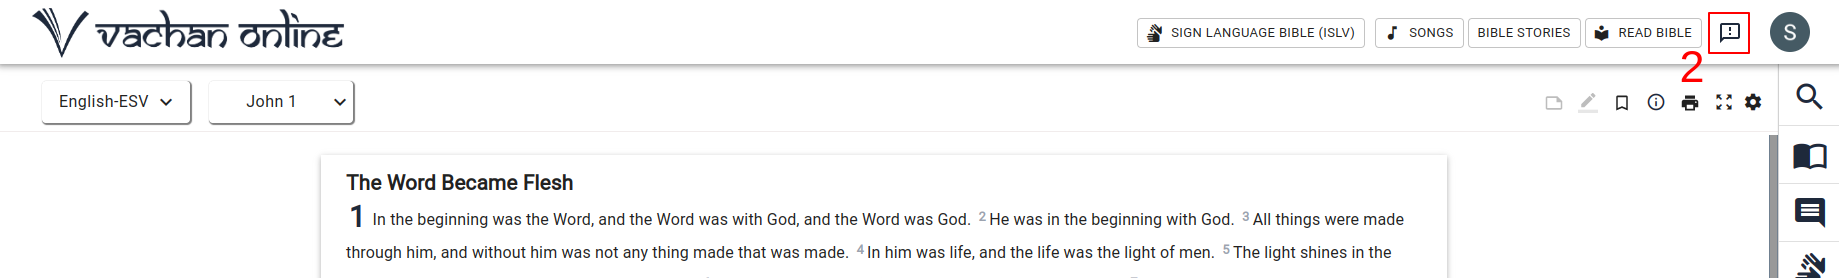 vachan online
SIGN LANGUAGE BIBLE (ISLV) SONGS BIBLE STORIES READ BIBLE S
2
English-ESV John 1
The Word Became Flesh
1 In the beginning was the Word, and the Word was with God, and the Word was God. 2 He was in the beginning with God. 3 All things were made
through him, and without him was not any thing made that was made. 4 In him was life, and the life was the light of men. 5 The light shines in the